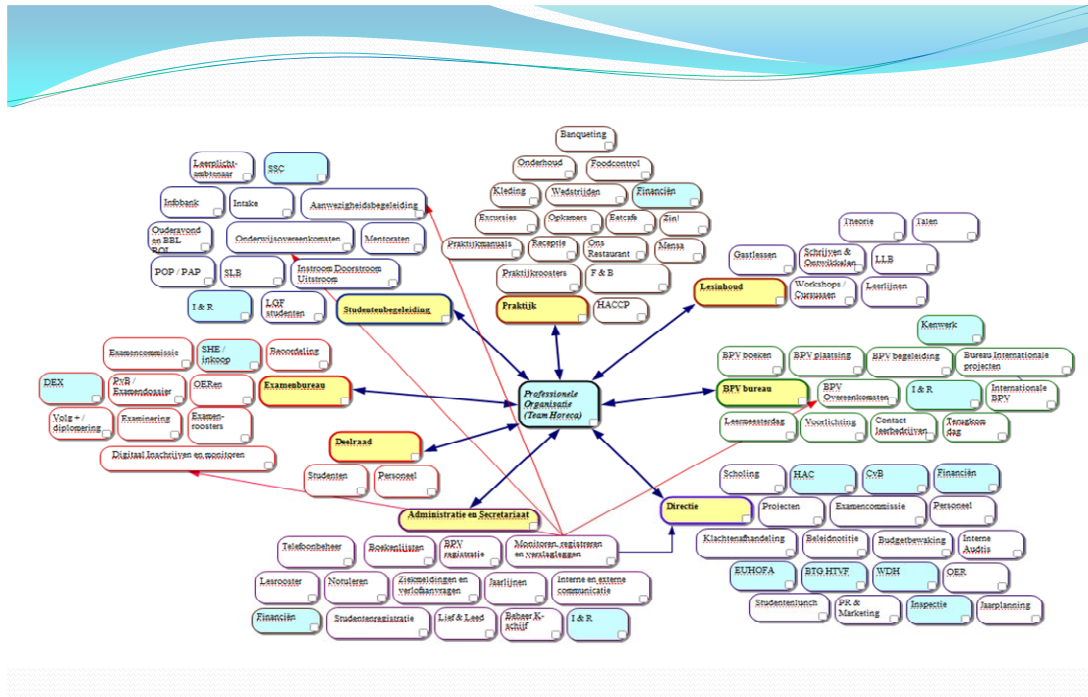 Banqueting
Onderhoud
Foodcontrol
Kleding
Wedstrijden
Financiën
Excursies
Opkamers
Eetcafe
Zin!
Praktijkmanuals
Receptie
Ons
Restaurant
Mensa
Praktijkroosters
F & B
Praktijk
HACCP
Leerplicht-
ambtenaar
SSC
Infobank
Intake
Aanwezigheidsbegeleiding
Ouderavond
en BBL
BOL
Onderwijsovereenkomsten
Mentoraten
POP / PAP
SLB
Instroom Doorstroom
Uitstroom
I & R
LGF
studenten
Studentenbegeleiding
Theorie
Talen
Gastlessen
Schrijven &
Ontwikkelen
LLB
Lesinhoud
Workshops /
Cursussen
Leerlijnen
Examencommissie
SHE /
inkoop
Beoordeling
DEX
PvB /
Examendossier
OERen
Examenbureau
Volg + /
diplomering
Examinering
Examen-
roosters
Digitaal Inschrijven en monitoren
Professionele
Organisatie
(Team Horeca)
Kenwerk
BPV boeken
BPV plaatsing
BPV begeleiding
Bureau Internationale
projecten
BPV bureau
BPV
Overeenkomsten
I & R
Internationale
BPV
Leermeesterdag
Voorlichting
Contact
leerbedrijven
Terugkom
dag
Deelraad
Studenten
Personeel
Administratie en Secretariaat
Telefoonbeheer
Boekenlijsten
BPV
registratie
Monitoren, registreren
en verslagleggen
Lesrooster
Notuleren
Ziekmeldingen en
verlofaanvragen
Jaarlijnen
Interne en externe
communicatie
Financiën
Studentenregistratie
Lief & Leed
Beheer K-
schijf
I & R
Scholing
HAC
CvB
Financiën
Directie
Projecten
Examencommissie
Personeel
Klachtenafhandeling
Beleidnotitie
Budgetbewaking
Interne
Audtis
EUHOFA
BTG HTVF
WDH
OER
Studentenlunch
PR &
Marketing
Inspectie
Jaarplanning